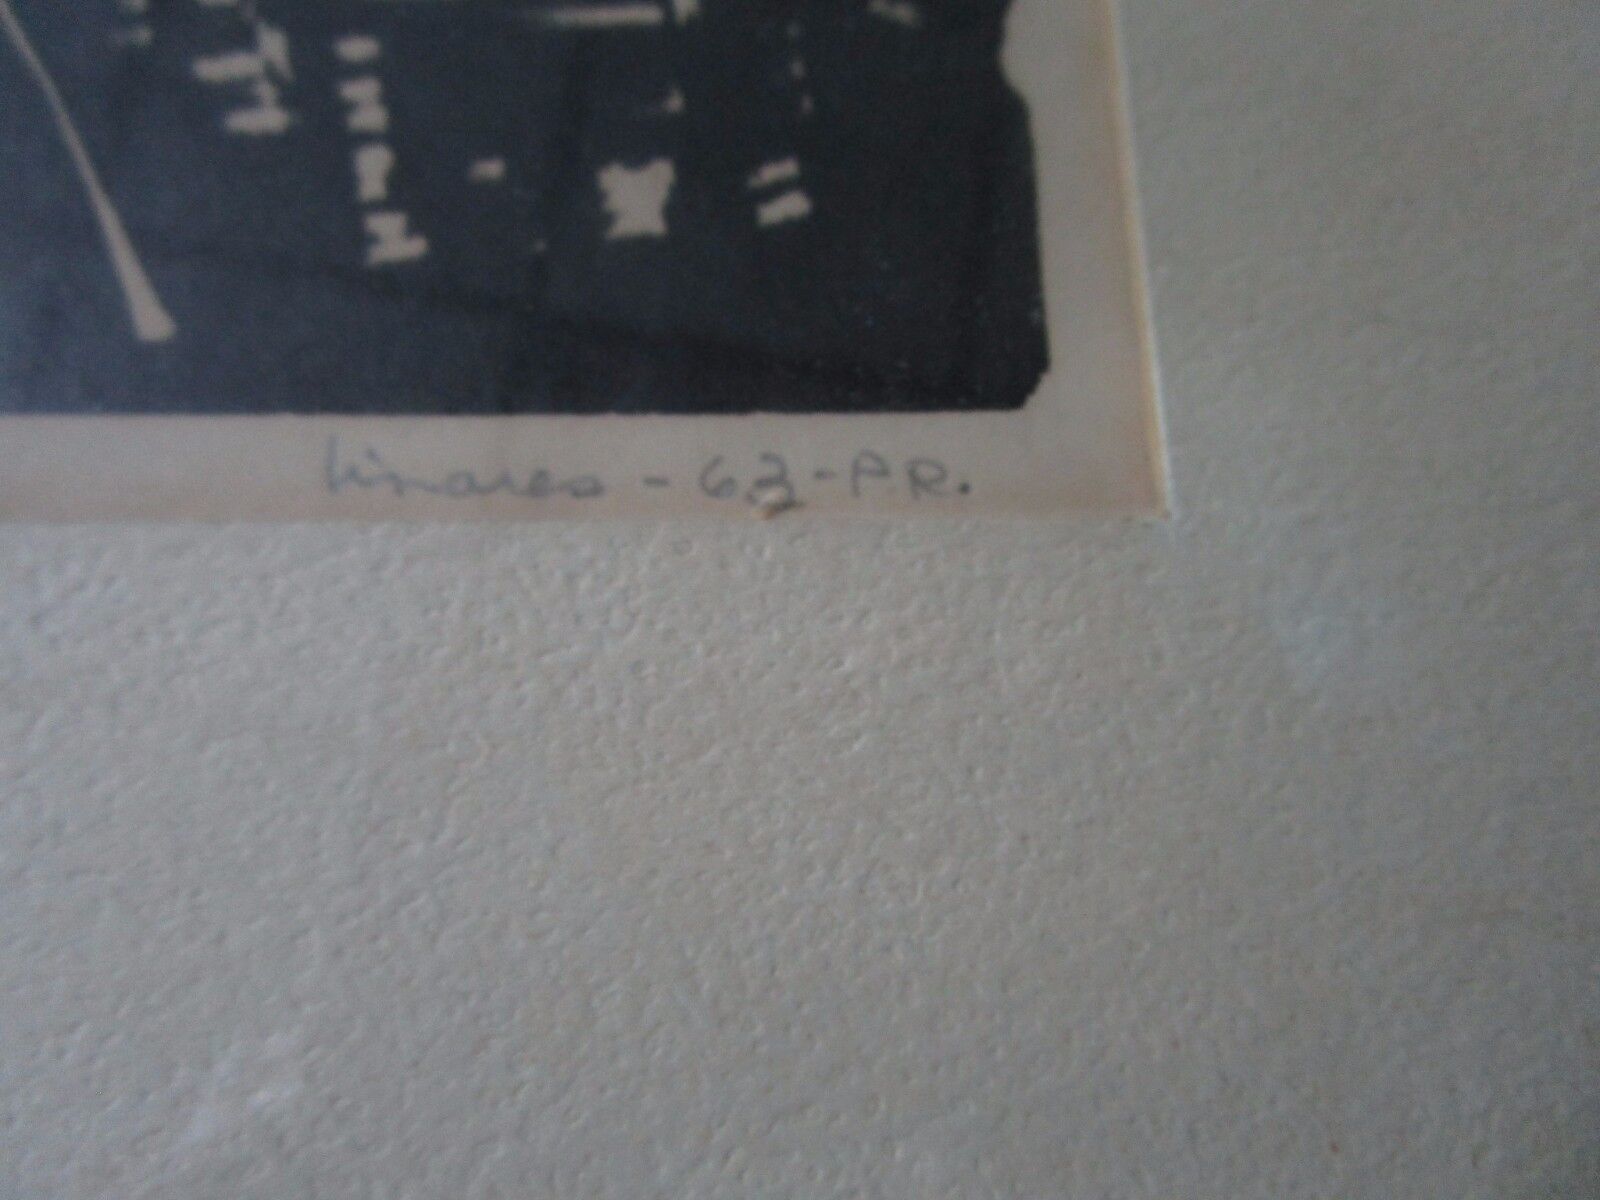 Linares - 63 - P.R.